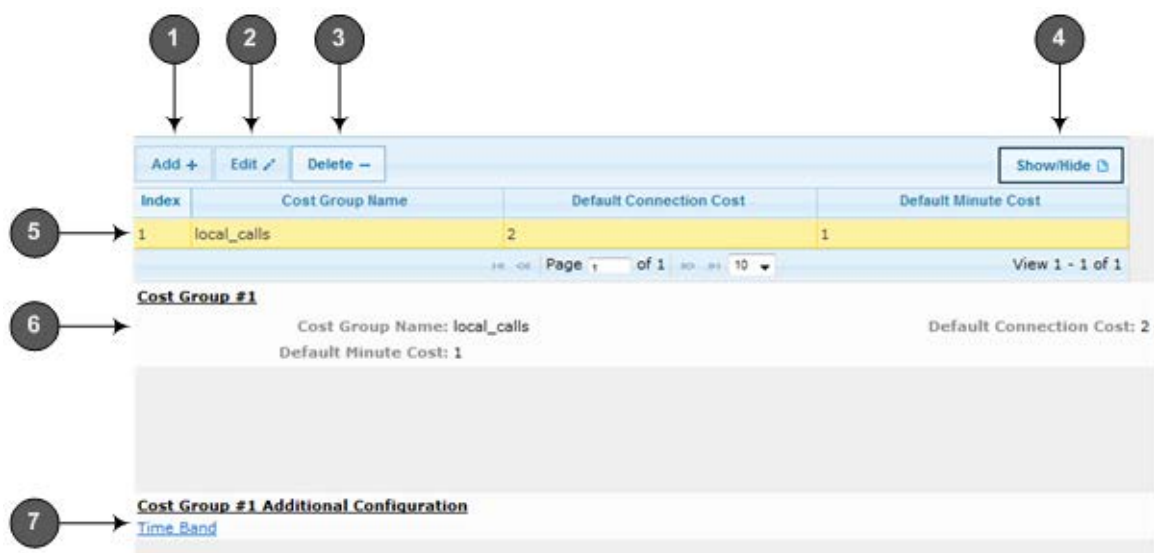 1 2 3 4
Add + Edit Delete – Show/Hide
Index Cost Group Name Default Connection Cost Default Minute Cost
5 1 local_calls 2 1
Page 1 of 1 10 View 1 - 1 of 1
Cost Group #1
6 Cost Group Name: local_calls Default Connection Cost: 2
Default Minute Cost: 1
Cost Group #1 Additional Configuration
7 Time Band